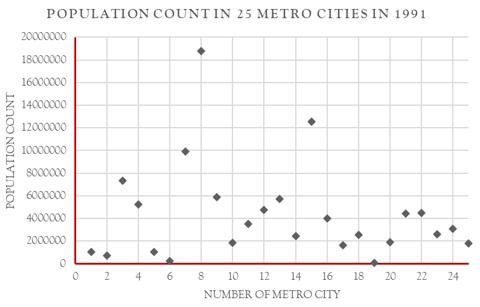 POPULATION COUNT IN 25 METRO CITIES IN 1991
20000000
18000000
16000000
14000000
12000000
10000000
8000000
6000000
4000000
2000000
0
POPULATION COUNT
0 2 4 6 8 10 12 14 16 18 20 22 24
NUMBER OF METRO CITY